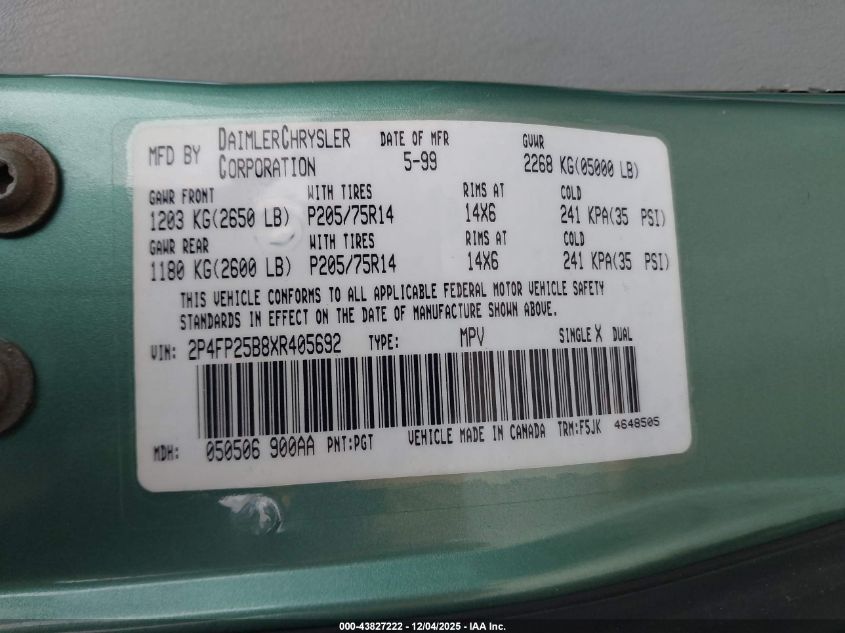 MFD BY DAIMLERCHRYSLER CORPORATION DATE OF MFR 5-99 GVWR 2268 KG(05000 LB)
GAWR FRONT WITH TIRES RIMS AT COLD
1203 KG(2650 LB) P205/75R14 14X6 241 KPA(35 PSI)
GAWR REAR WITH TIRES RIMS AT COLD
1180 KG(2600 LB) P205/75R14 14X6 241 KPA(35 PSI)
THIS VEHICLE CONFORMS TO ALL APPLICABLE FEDERAL MOTOR VEHICLE SAFETY
STANDARDS IN EFFECT ON THE DATE OF MANUFACTURE SHOWN ABOVE.
VIN: 2P4FP25B8XR405692 TYPE: MPV SINGLE X DUAL
MDH: 050506 900AA PNT:PGT VEHICLE MADE IN CANADA TRM:F5JK 4648505
000-43827222 - 12/04/2025 - IAA Inc.